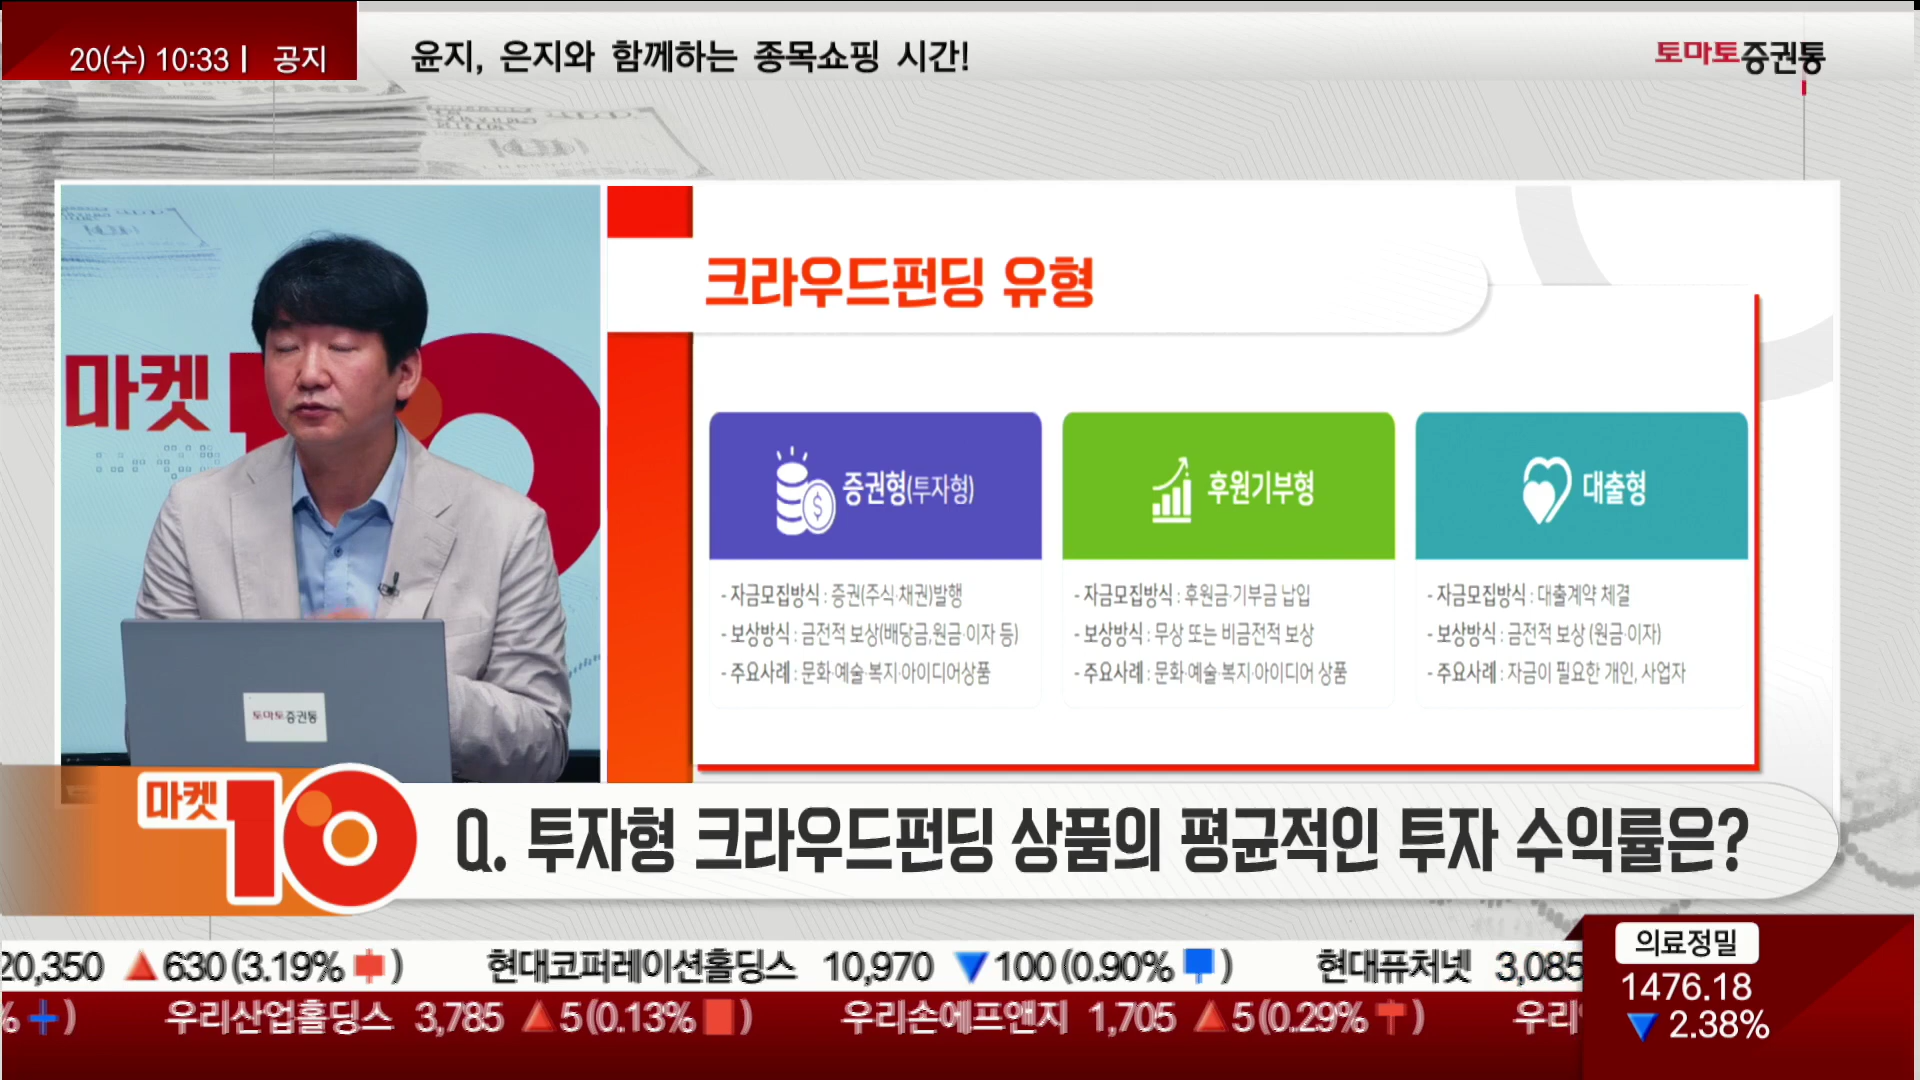 20(수) 10:33 | 공지
윤지, 은지와 함께하는 종목쇼핑 시간!
토마토증권통
마켓
크라우드펀딩 유형
증권형(투자형)
- 자금모집방식 : 증권(주식·채권)발행
- 보상방식 : 금전적 보상(배당금,원금·이자 등)
- 주요사례 : 문화·예술·복지·아이디어상품
후원기부형
- 자금모집방식 : 후원금·기부금 납입
- 보상방식 : 무상 또는 비금전적 보상
- 주요사례 : 문화·예술·복지·아이디어 상품
대출형
- 자금모집방식 : 대출계약 체결
- 보상방식 : 금전적 보상 (원금·이자)
- 주요사례 : 자금이 필요한 개인, 사업자
토마토증권통
마켓 10
Q. 투자형 크라우드펀딩 상품의 평균적인 투자 수익률은?
20,350 ▲630(3.19%) 현대코퍼레이션홀딩스 10,970 ▼100(0.90%) 현대퓨처넷 3,085
%) 우리산업홀딩스 3,785 ▲5(0.13%) 우리손에프앤지 1,705 ▲5(0.29%) 우리
의료정밀
1476.18
▼ 2.38%